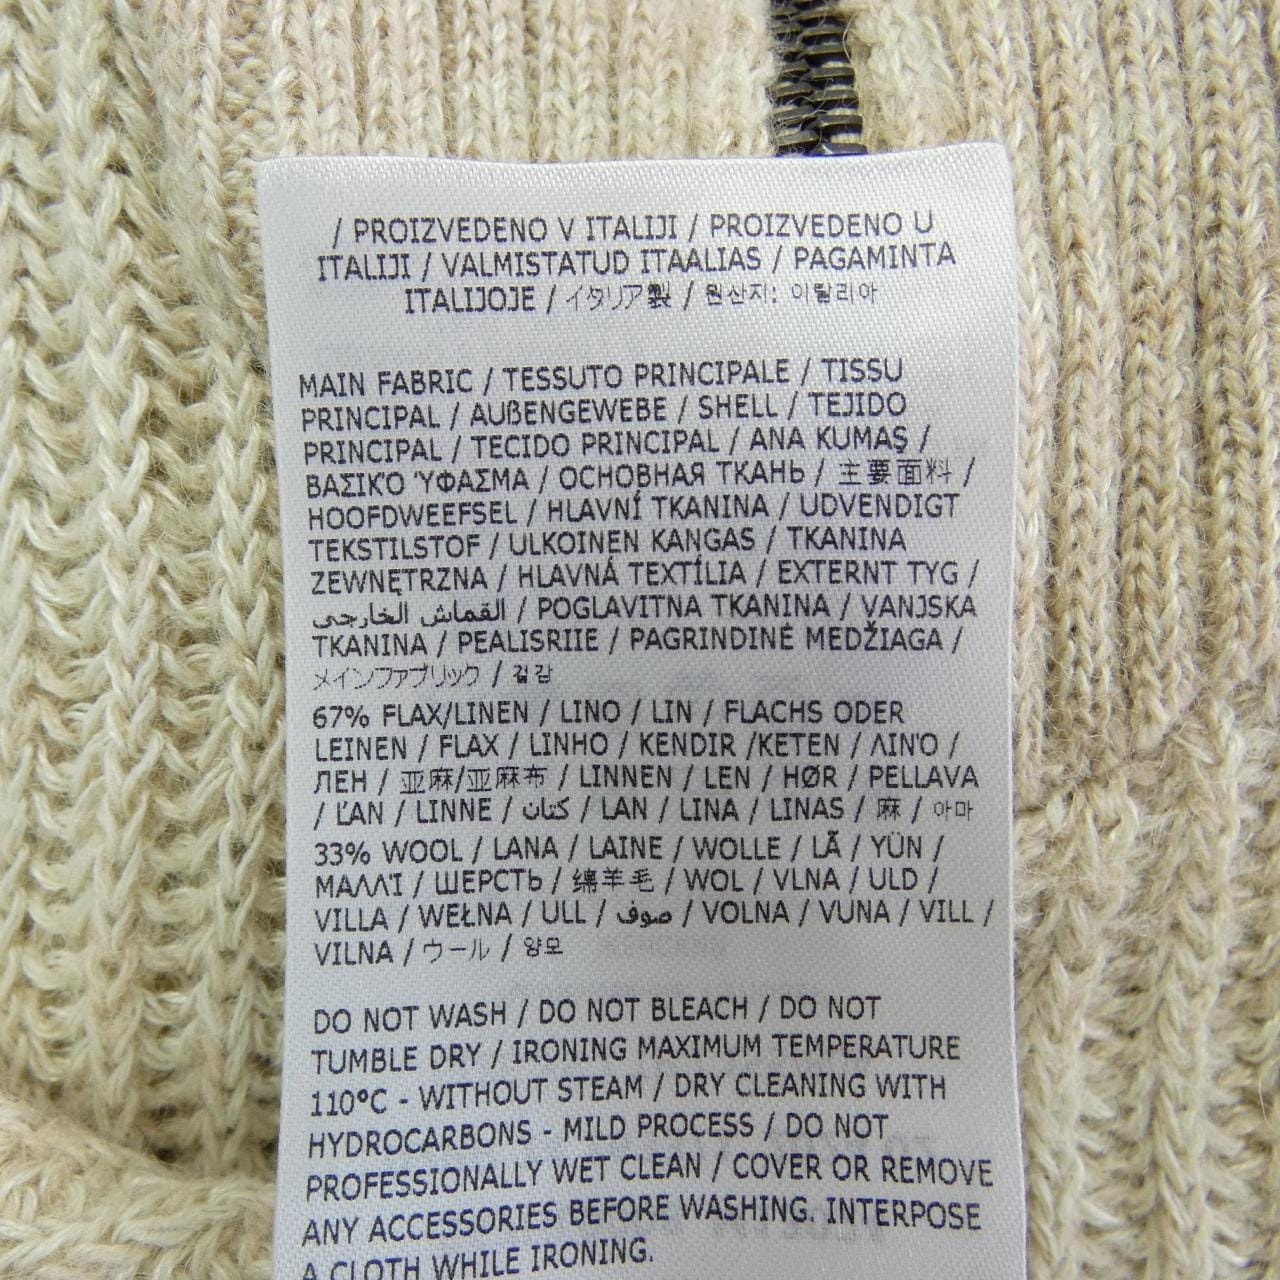 / PROIZVEDENO V ITALIJI / PROIZVEDENO U
ITALIJI / VALMISTATUD ITAALIAS / PAGAMINTA
ITALIJOJE / イタリア製 / 원산지: 이탈리아
MAIN FABRIC / TESSUTO PRINCIPALE / TISSU
PRINCIPAL / AUßENGEWEBE / SHELL / TEJIDO
PRINCIPAL / TECIDO PRINCIPAL / ANA KUMAŞ /
ΒΑΣΙΚΌ ΎΦΑΣΜΑ / ОСНОВНАЯ ТКАНЬ / 主要面料 /
HOOFDWEEFSEL / HLAVNÍ TKANINA / UDVENDIGT
TEKSTILSTOF / ULKOINEN KANGAS / TKANINA
ZEWNĘTRZNA / HLAVNÁ TEXTÍLIA / EXTERNT TYG /
القماش الخارجي / POGLAVITNA TKANINA / VANJSKA
TKANINA / PEALISRIIE / PAGRINDINĖ MEDŽIAGA /
メインファブリック / 겉감
67% FLAX/LINEN / LINO / LIN / FLACHS ODER
LEINEN / FLAX / LINHO / KENDIR /KETEN / ΛΙΝΌ /
ЛЕН / 亚麻/亚麻布 / LINNEN / LEN / HØR / PELLAVA
/ ĽAN / LINNE / كتان / LAN / LINA / LINAS / 麻 / 아마
33% WOOL / LANA / LAINE / WOLLE / LÃ / YÜN /
ΜΑΛΛΊ / ШЕРСТЬ / 绵羊毛 / WOL / VLNA / ULD /
VILLA / WEŁNA / ULL / صوف / VOLNA / VUNA / VILL /
VILNA / ウール / 양모
DO NOT WASH / DO NOT BLEACH / DO NOT
TUMBLE DRY / IRONING MAXIMUM TEMPERATURE
110°C - WITHOUT STEAM / DRY CLEANING WITH
HYDROCARBONS - MILD PROCESS / DO NOT
PROFESSIONALLY WET CLEAN / COVER OR REMOVE
ANY ACCESSORIES BEFORE WASHING. INTERPOSE
A CLOTH WHILE IRONING.